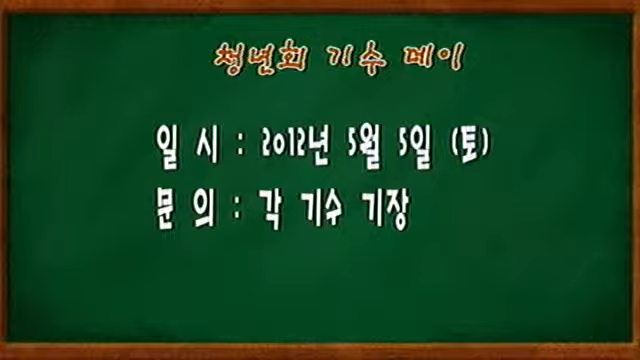 청년회 기수 데이
일 시 : 2012년 5월 5일 (토)
문 의 : 각 기수 기장